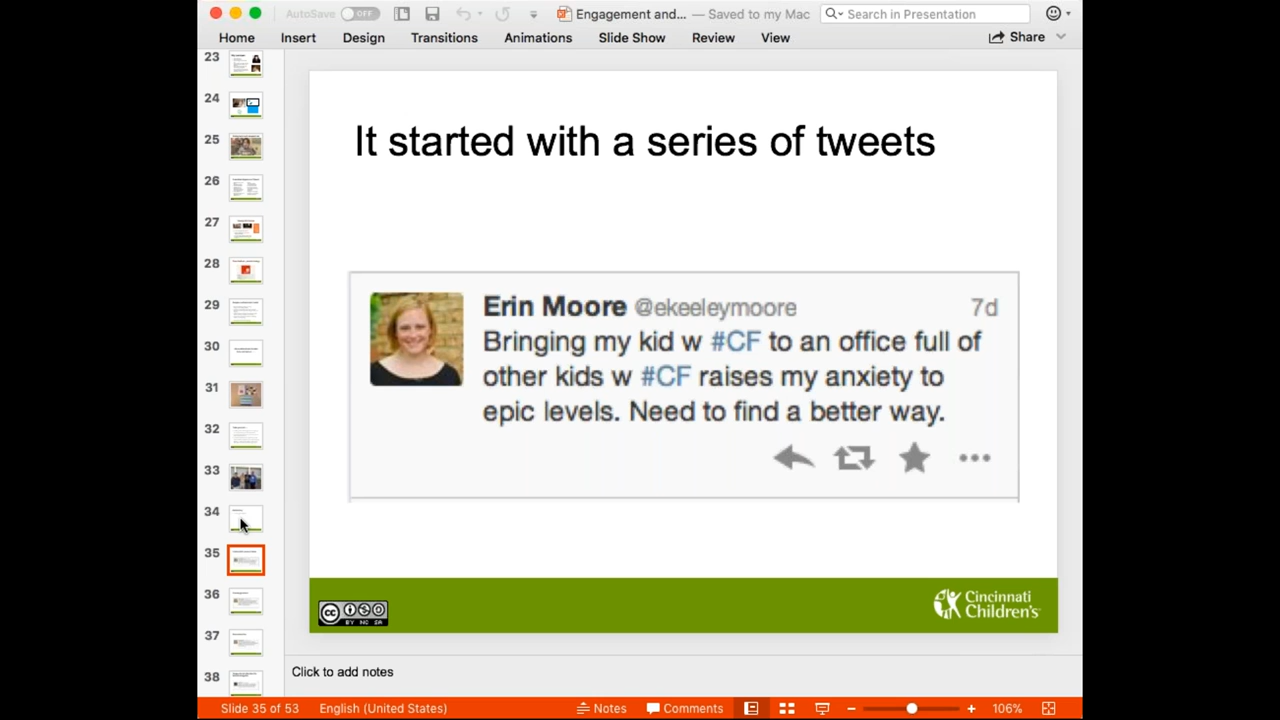 AutoSave OFF
Engagement and... — Saved to my Mac
Search in Presentation
Home Insert Design Transitions Animations Slide Show Review View Share
23
24
25
26
27
28
29
30
31
32
33
34
35
36
37
38
It started with a series of tweets
Erin Moore @ekeeleymoore 7d
Bringing my kid w #CF to an office full of
other kids w #CF raises my anxiety to
epic levels. Need to find a better way.
cc
BY NC SA
Cincinnati
Children's
Click to add notes
Slide 35 of 53 English (United States) Notes Comments 106%